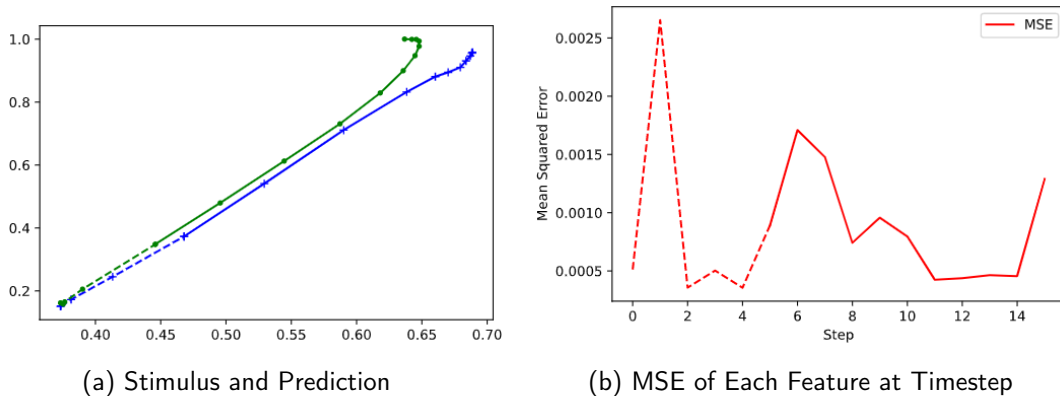 1.0
0.8
0.6
0.4
0.2
0.40 0.45 0.50 0.55 0.60 0.65 0.70
(a) Stimulus and Prediction
MSE
0.0025
0.0020
0.0015
0.0010
0.0005
Mean Squared Error
0 2 4 6 8 10 12 14
Step
(b) MSE of Each Feature at Timestep